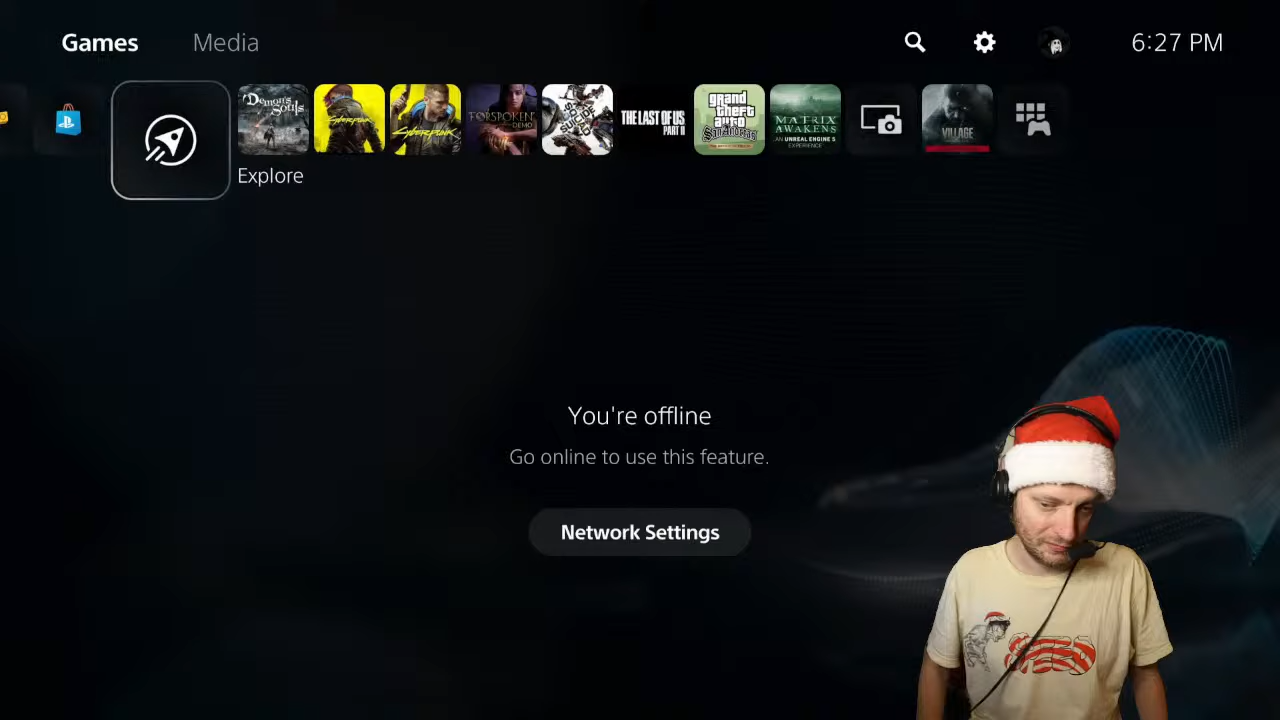 Games Media 6:27 PM
Demon's Souls
Cyberpunk
Cyberpunk
FORSPOKEN
DEMO
THE LAST OF US
PART II
grand
theft
auto
San Andreas
MATRIX
AWAKENS
AN UNREAL ENGINE 5
EXPERIENCE
VILLAGE
Explore
You're offline
Go online to use this feature.
Network Settings